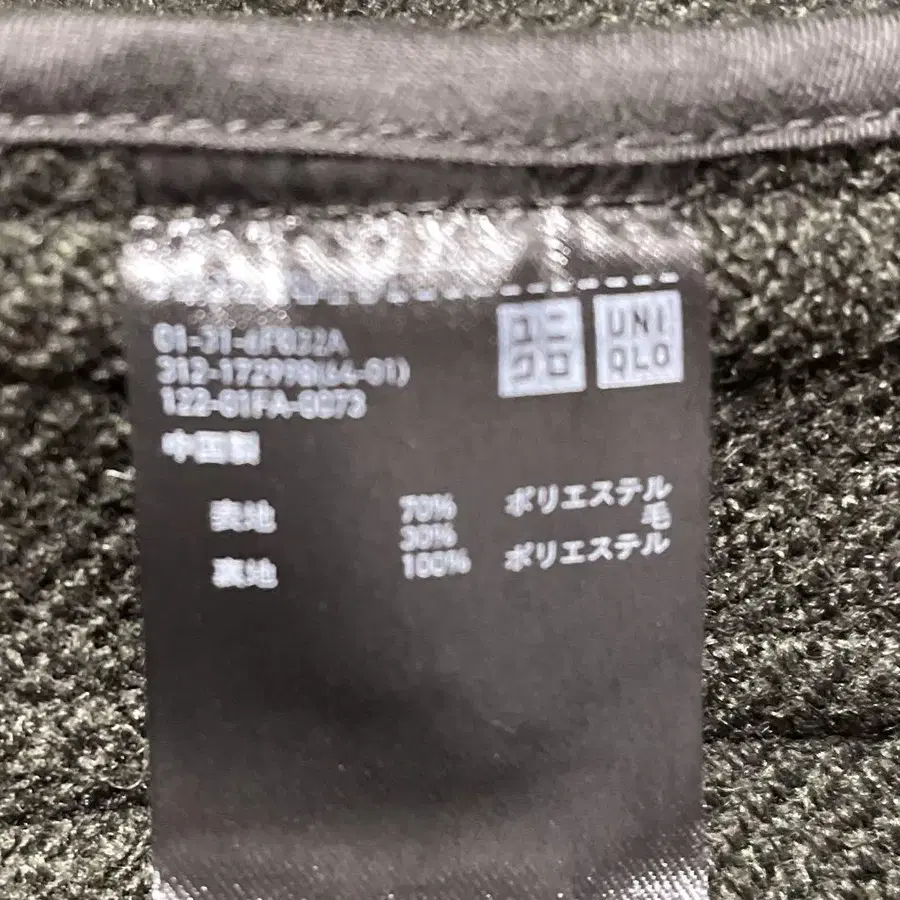 ユニ
クロ
UNI
QLO
312-172998(64-01)
122-01FA-0073
中国製
表地 70% ポリエステル
30% 毛
裏地 100% ポリエステル